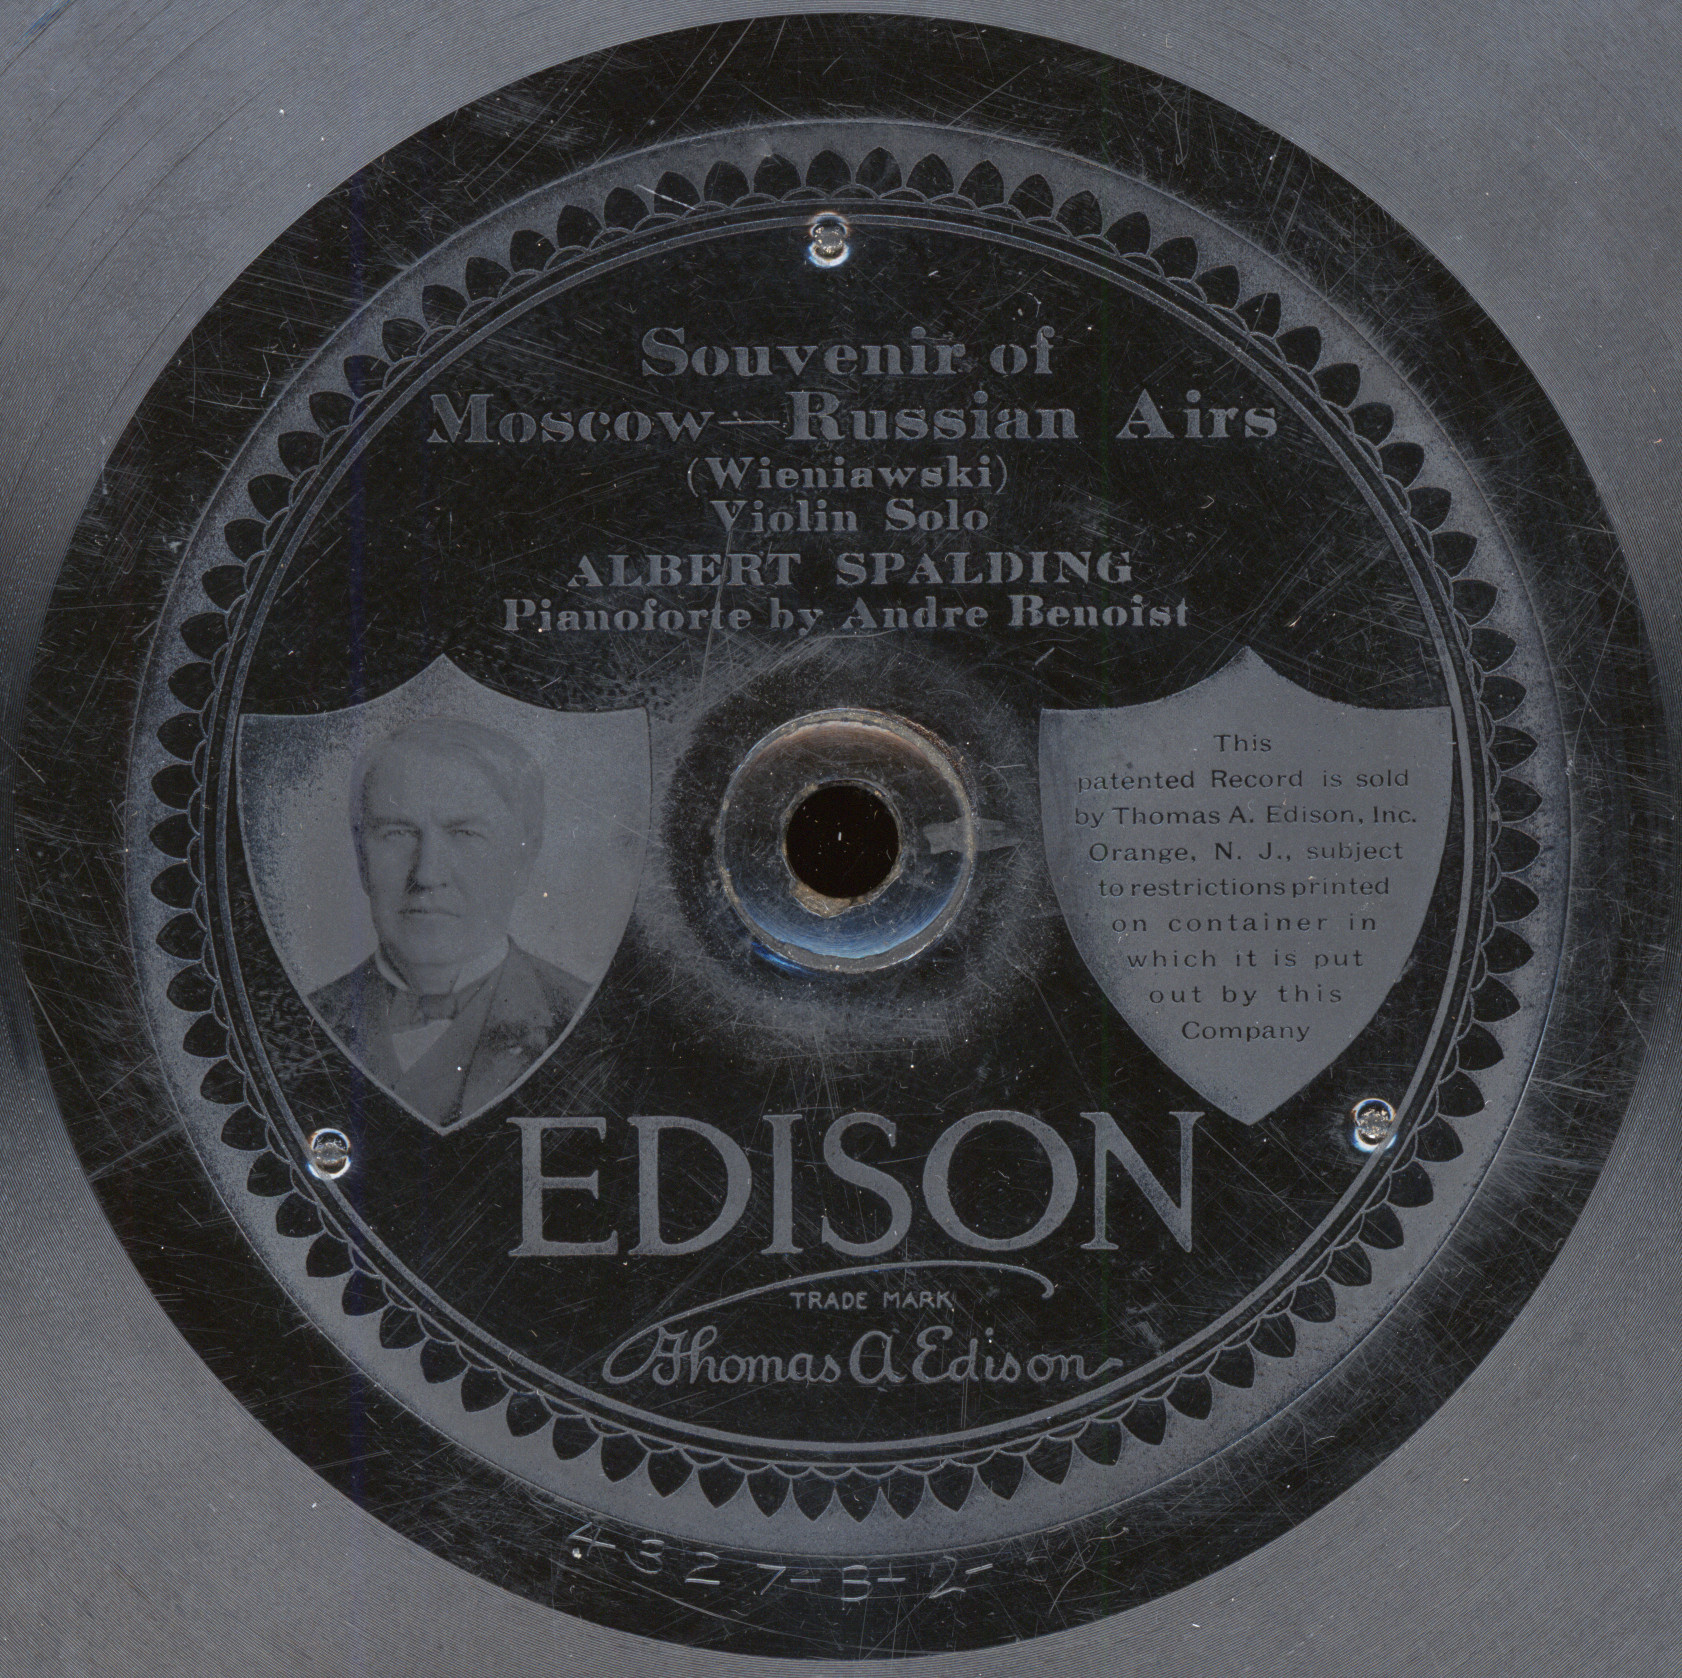 Souvenir of
Moscow—Russian Airs
(Wieniawski)
Violin Solo
ALBERT SPALDING
Pianoforte by Andre Benoist
This
patented Record is sold
by Thomas A. Edison, Inc.
Orange, N. J., subject
to restrictions printed
on container in
which it is put
out by this
Company
EDISON
TRADE MARK
Thomas A Edison
4327-B-2-